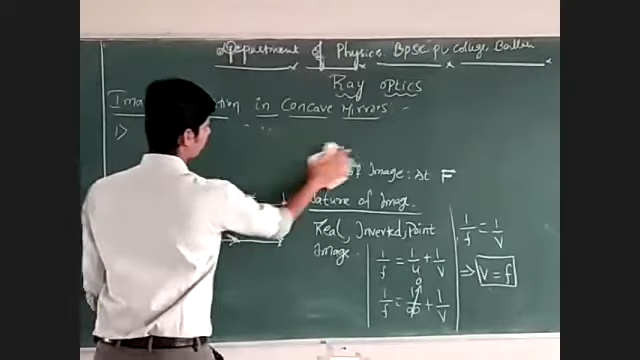 Department of Physics. BPSC PU College
Ray optics
in Concave Mirrors:-
1)
Image: At F
Nature of Image.
Real, Inverted, Point
Image
1/f = 1/u + 1/v
1/f = 1/∞ + 1/v
1/f = 1/v
⇒ v = f